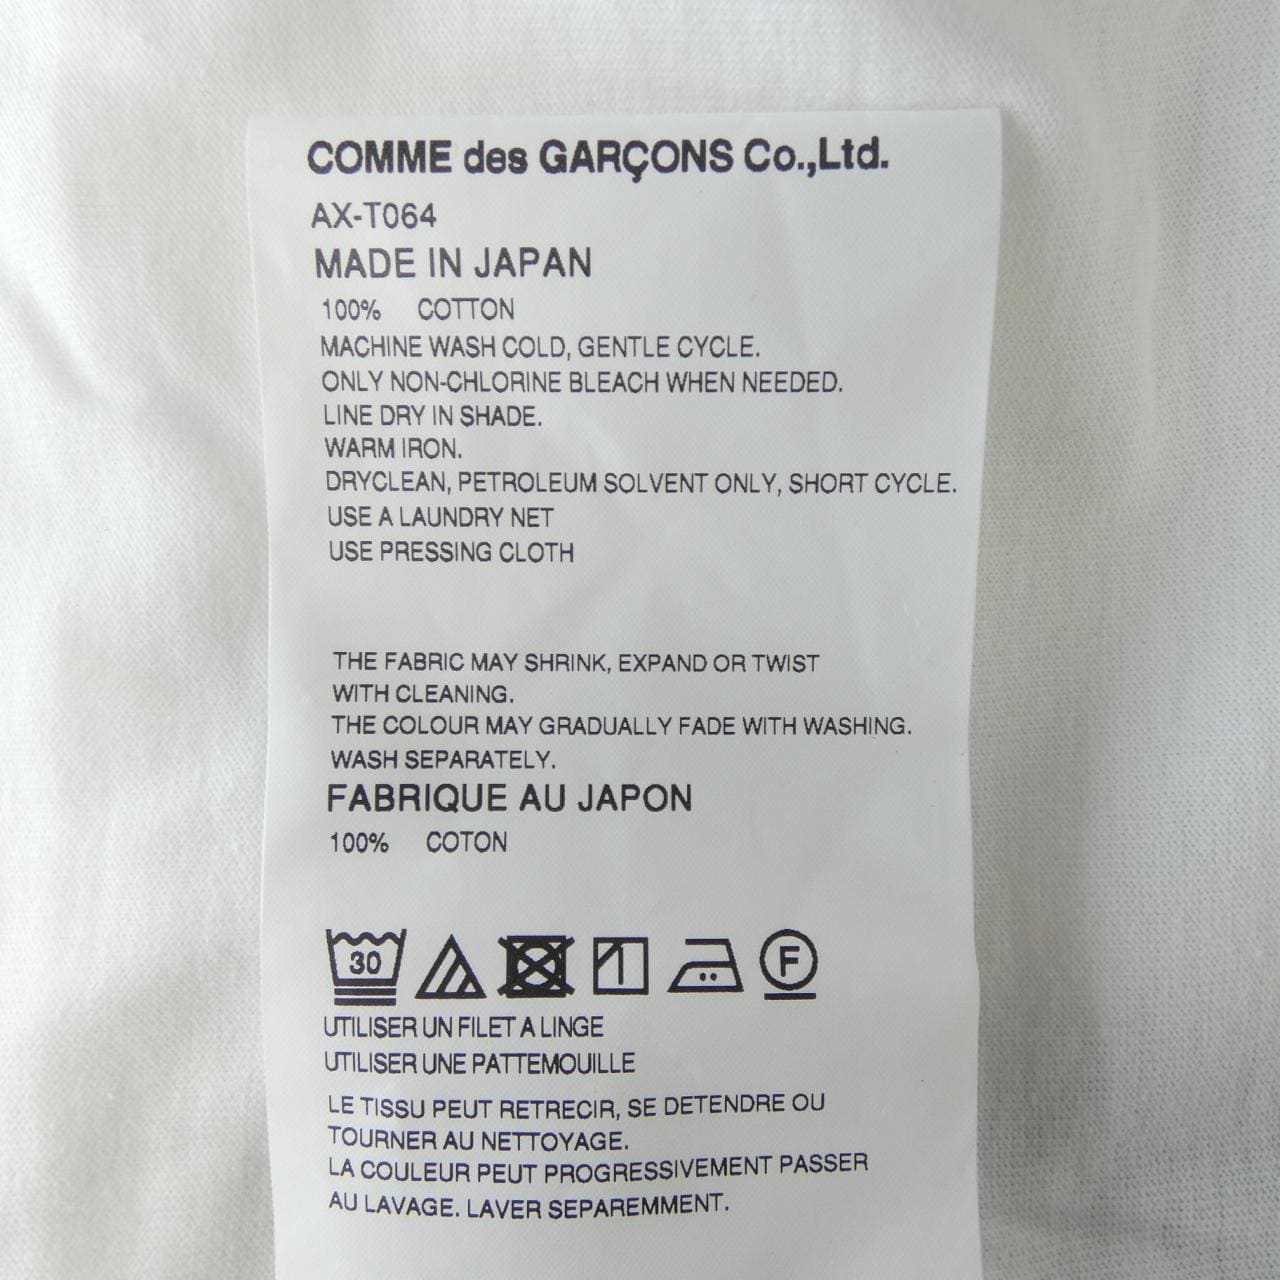 COMME des GARÇONS Co.,Ltd.
AX-T064
MADE IN JAPAN
100% COTTON
MACHINE WASH COLD, GENTLE CYCLE.
ONLY NON-CHLORINE BLEACH WHEN NEEDED.
LINE DRY IN SHADE.
WARM IRON.
DRYCLEAN, PETROLEUM SOLVENT ONLY, SHORT CYCLE.
USE A LAUNDRY NET
USE PRESSING CLOTH
THE FABRIC MAY SHRINK, EXPAND OR TWIST
WITH CLEANING.
THE COLOUR MAY GRADUALLY FADE WITH WASHING.
WASH SEPARATELY.
FABRIQUE AU JAPON
100% COTON
30 F
UTILISER UN FILET A LINGE
UTILISER UNE PATTEMOUILLE
LE TISSU PEUT RETRECIR, SE DETENDRE OU
TOURNER AU NETTOYAGE.
LA COULEUR PEUT PROGRESSIVEMENT PASSER
AU LAVAGE. LAVER SEPAREMMENT.